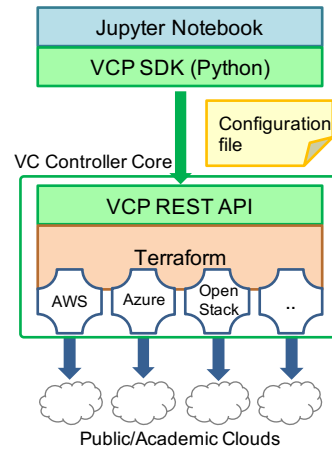 Jupyter Notebook
VCP SDK (Python)
Configuration
file
VC Controller Core
VCP REST API
Terraform
AWS
Azure
Open
Stack
..
Public/Academic Clouds